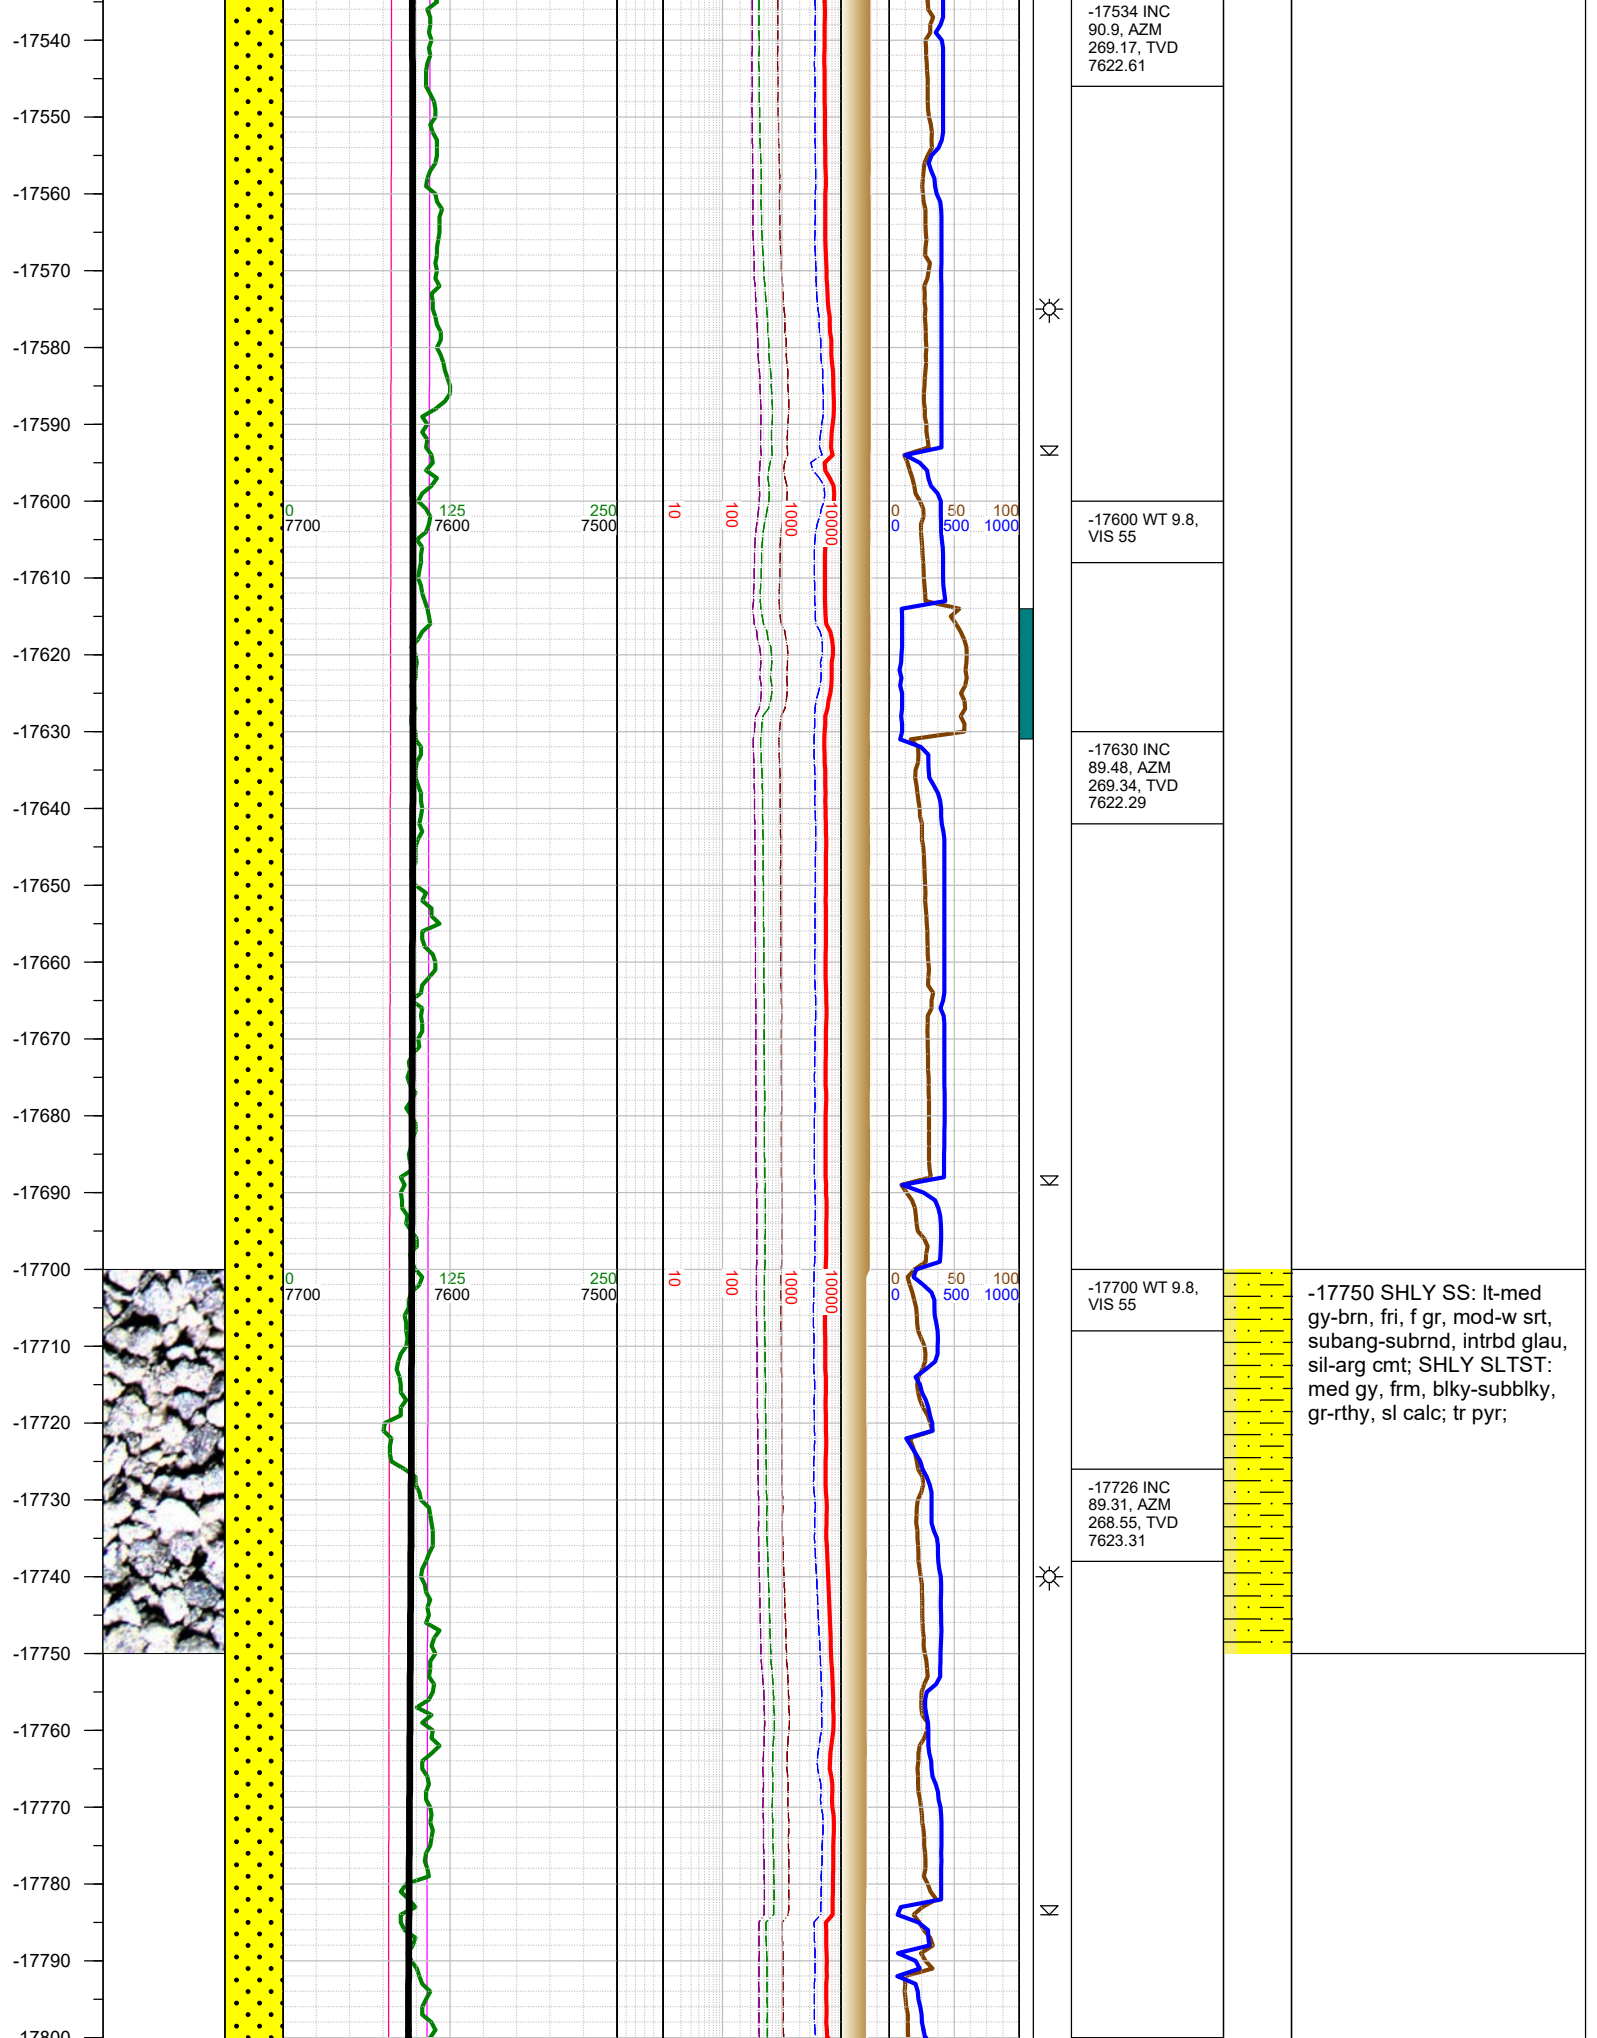 -17534 INC
90.9, AZM
269.17, TVD
7622.61
-17540
-17550
-17560
-17570
-17580
-17590
-17600
0 125 250
7700 7600 7500
10 100 1000 10000
0 50 100
0 500 1000
-17600 WT 9.8,
VIS 55
-17610
-17620
-17630
-17630 INC
89.48, AZM
269.34, TVD
7622.29
-17640
-17650
-17660
-17670
-17680
-17690
-17700
0 125 250
7700 7600 7500
10 100 1000 10000
0 50 100
0 500 1000
-17700 WT 9.8,
VIS 55
-17750 SHLY SS: lt-med
gy-brn, fri, f gr, mod-w srt,
subang-subrnd, intrbd glau,
sil-arg cmt; SHLY SLTST:
med gy, frm, blky-subblky,
gr-rthy, sl calc; tr pyr;
-17710
-17720
-17726 INC
89.31, AZM
268.55, TVD
7623.31
-17730
-17740
-17750
-17760
-17770
-17780
-17790
-17800